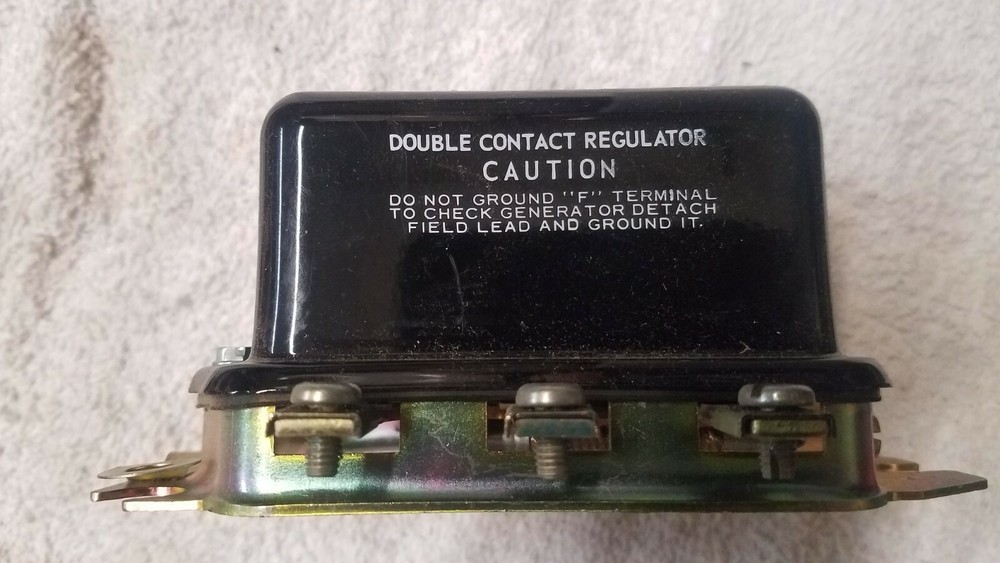 DOUBLE CONTACT REGULATOR
CAUTION
DO NOT GROUND "F" TERMINAL
TO CHECK GENERATOR DETACH
FIELD LEAD AND GROUND IT.